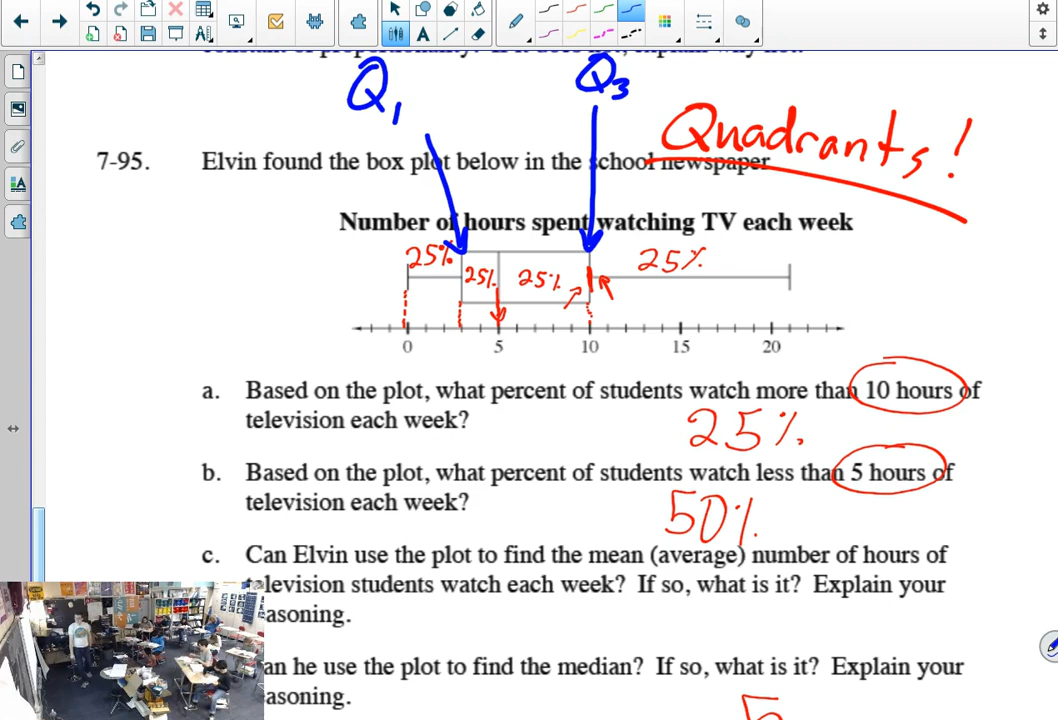 Q1
Q3
Quadrants!
7-95. Elvin found the box plot below in the school newspaper.
Number of hours spent watching TV each week
25%
25%
25%
25%
0 5 10 15 20
a. Based on the plot, what percent of students watch more than 10 hours of
television each week?
25%
b. Based on the plot, what percent of students watch less than 5 hours of
television each week?
50%
c. Can Elvin use the plot to find the mean (average) number of hours of
television students watch each week? If so, what is it? Explain your
asoning.
an he use the plot to find the median? If so, what is it? Explain your
asoning.
5